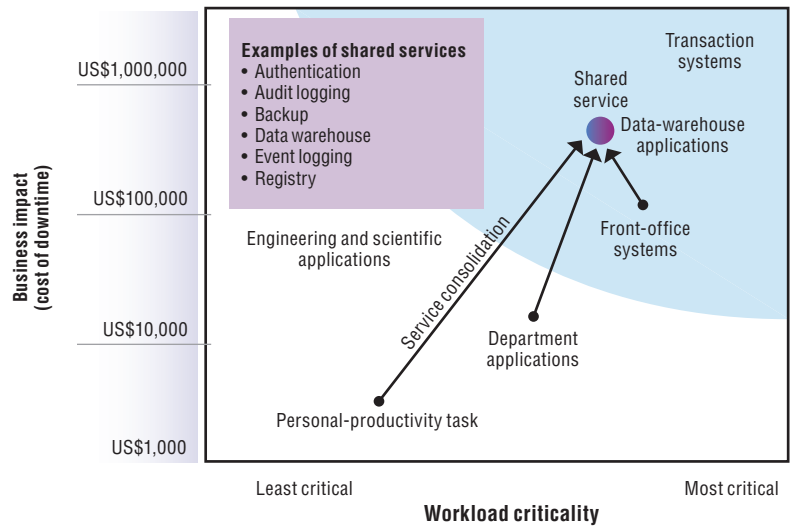 Examples of shared services
• Authentication
• Audit logging
• Backup
• Data warehouse
• Event logging
• Registry
Transaction
systems
Shared
service
Data-warehouse
applications
Front-office
systems
Engineering and scientific
applications
Service consolidation
Department
applications
Personal-productivity task
Business impact
(cost of downtime)
US$1,000,000
US$100,000
US$10,000
US$1,000
Least critical
Most critical
Workload criticality